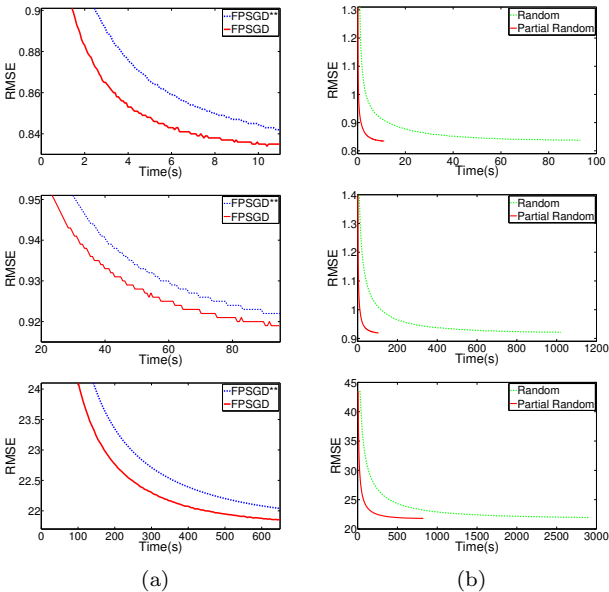 0.9
0.88
0.86
0.84
RMSE
0 2 4 6 8 10
Time(s)
FPSGD**
FPSGD
1.3
1.2
1.1
1
0.9
0.8
RMSE
0 20 40 60 80 100
Time(s)
Random
Partial Random
0.95
0.94
0.93
0.92
RMSE
20 40 60 80
Time(s)
FPSGD**
FPSGD
1.4
1.3
1.2
1.1
1
0.9
RMSE
0 200 400 600 800 1000 1200
Time(s)
Random
Partial Random
24
23.5
23
22.5
22
RMSE
0 100 200 300 400 500 600
Time(s)
FPSGD**
FPSGD
45
40
35
30
25
20
RMSE
0 500 1000 1500 2000 2500 3000
Time(s)
Random
Partial Random
(a)
(b)